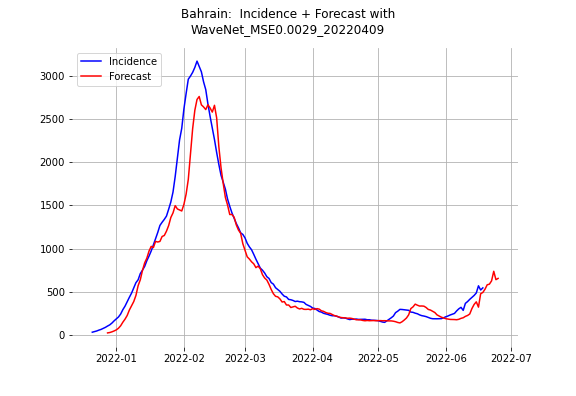 Bahrain:  Incidence + Forecast with
WaveNet_MSE0.0029_20220409
Incidence
Forecast
3000
2500
2000
1500
1000
500
0
2022-01 2022-02 2022-03 2022-04 2022-05 2022-06 2022-07